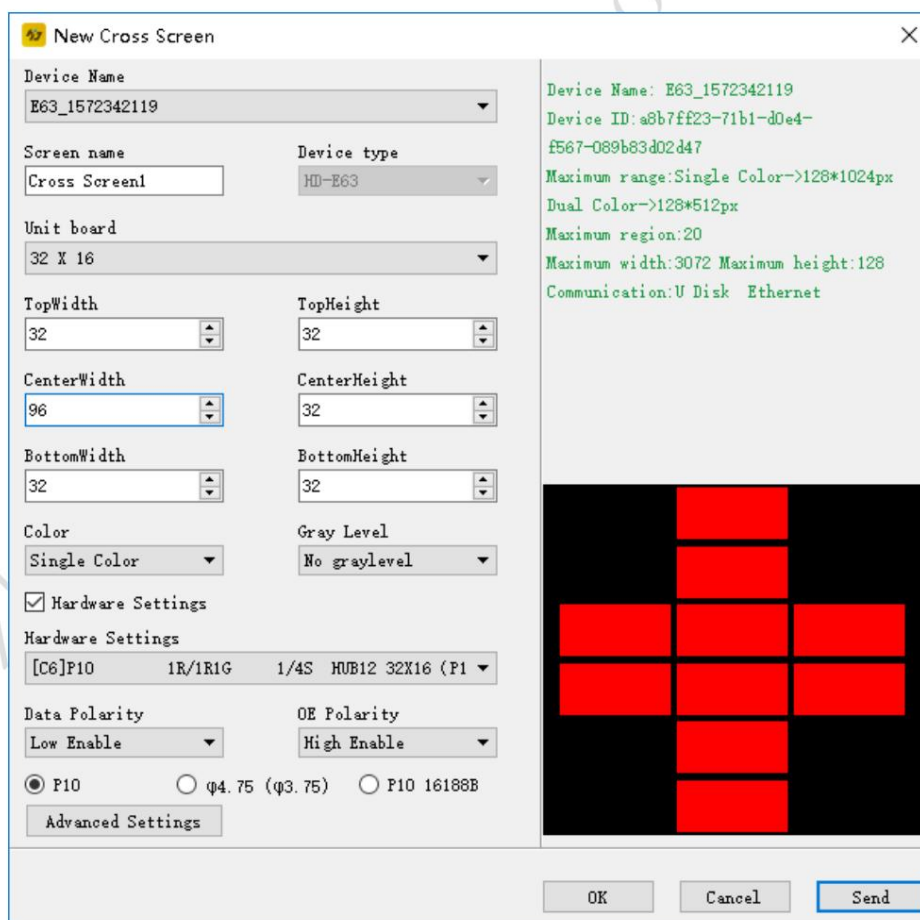 New Cross Screen
Device Name
E63_1572342119
Screen name Device type
Cross Screen1 HD-E63
Unit board
32 X 16
TopWidth TopHeight
32 32
CenterWidth CenterHeight
96 32
BottomWidth BottomHeight
32 32
Color Gray Level
Single Color No graylevel
Hardware Settings
Hardware Settings
[C6]P10 1R/1R1G 1/4S HUB12 32X16 (P1
Data Polarity OE Polarity
Low Enable High Enable
P10 φ4.75 (φ3.75) P10 16188B
Advanced Settings
Device Name: E63_1572342119
Device ID:a8b7ff23-71b1-d0e4-
f567-089b83d02d47
Maximum range:Single Color->128*1024px
Dual Color->128*512px
Maximum region:20
Maximum width:3072 Maximum height:128
Communication:U Disk Ethernet
OK Cancel Send